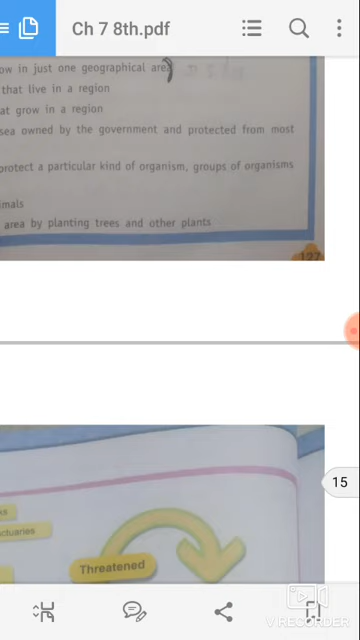 Ch 7 8th.pdf
ow in just one geographical area
that live in a region
at grow in a region
sea owned by the government and protected from most
protect a particular kind of organism, groups of organisms
imals
area by planting trees and other plants
127
15
ks
ctuaries
Threatened
V RECORDER